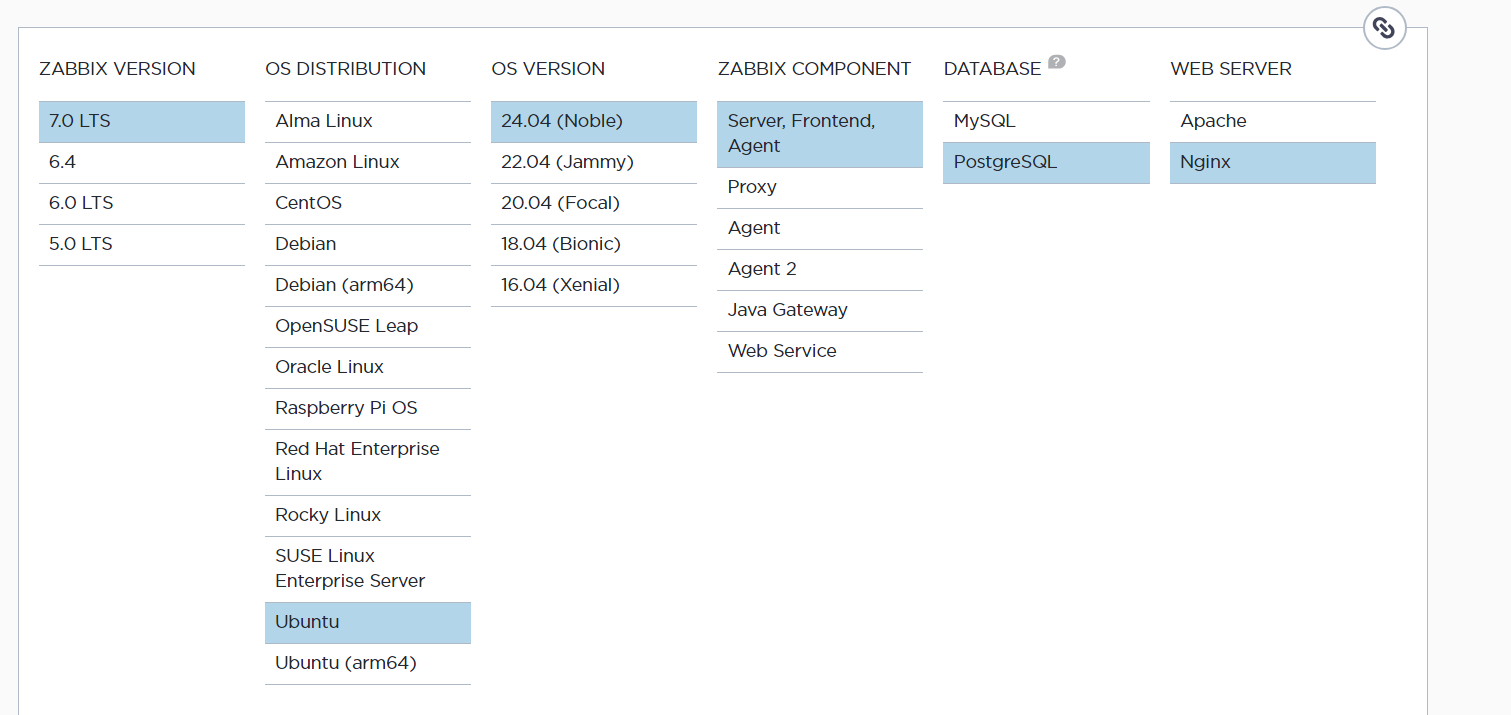 ZABBIX VERSION
7.0 LTS
6.4
6.0 LTS
5.0 LTS
OS DISTRIBUTION
Alma Linux
Amazon Linux
CentOS
Debian
Debian (arm64)
OpenSUSE Leap
Oracle Linux
Raspberry Pi OS
Red Hat Enterprise
Linux
Rocky Linux
SUSE Linux
Enterprise Server
Ubuntu
Ubuntu (arm64)
OS VERSION
24.04 (Noble)
22.04 (Jammy)
20.04 (Focal)
18.04 (Bionic)
16.04 (Xenial)
ZABBIX COMPONENT
Server, Frontend,
Agent
Proxy
Agent
Agent 2
Java Gateway
Web Service
DATABASE ?
MySQL
PostgreSQL
WEB SERVER
Apache
Nginx